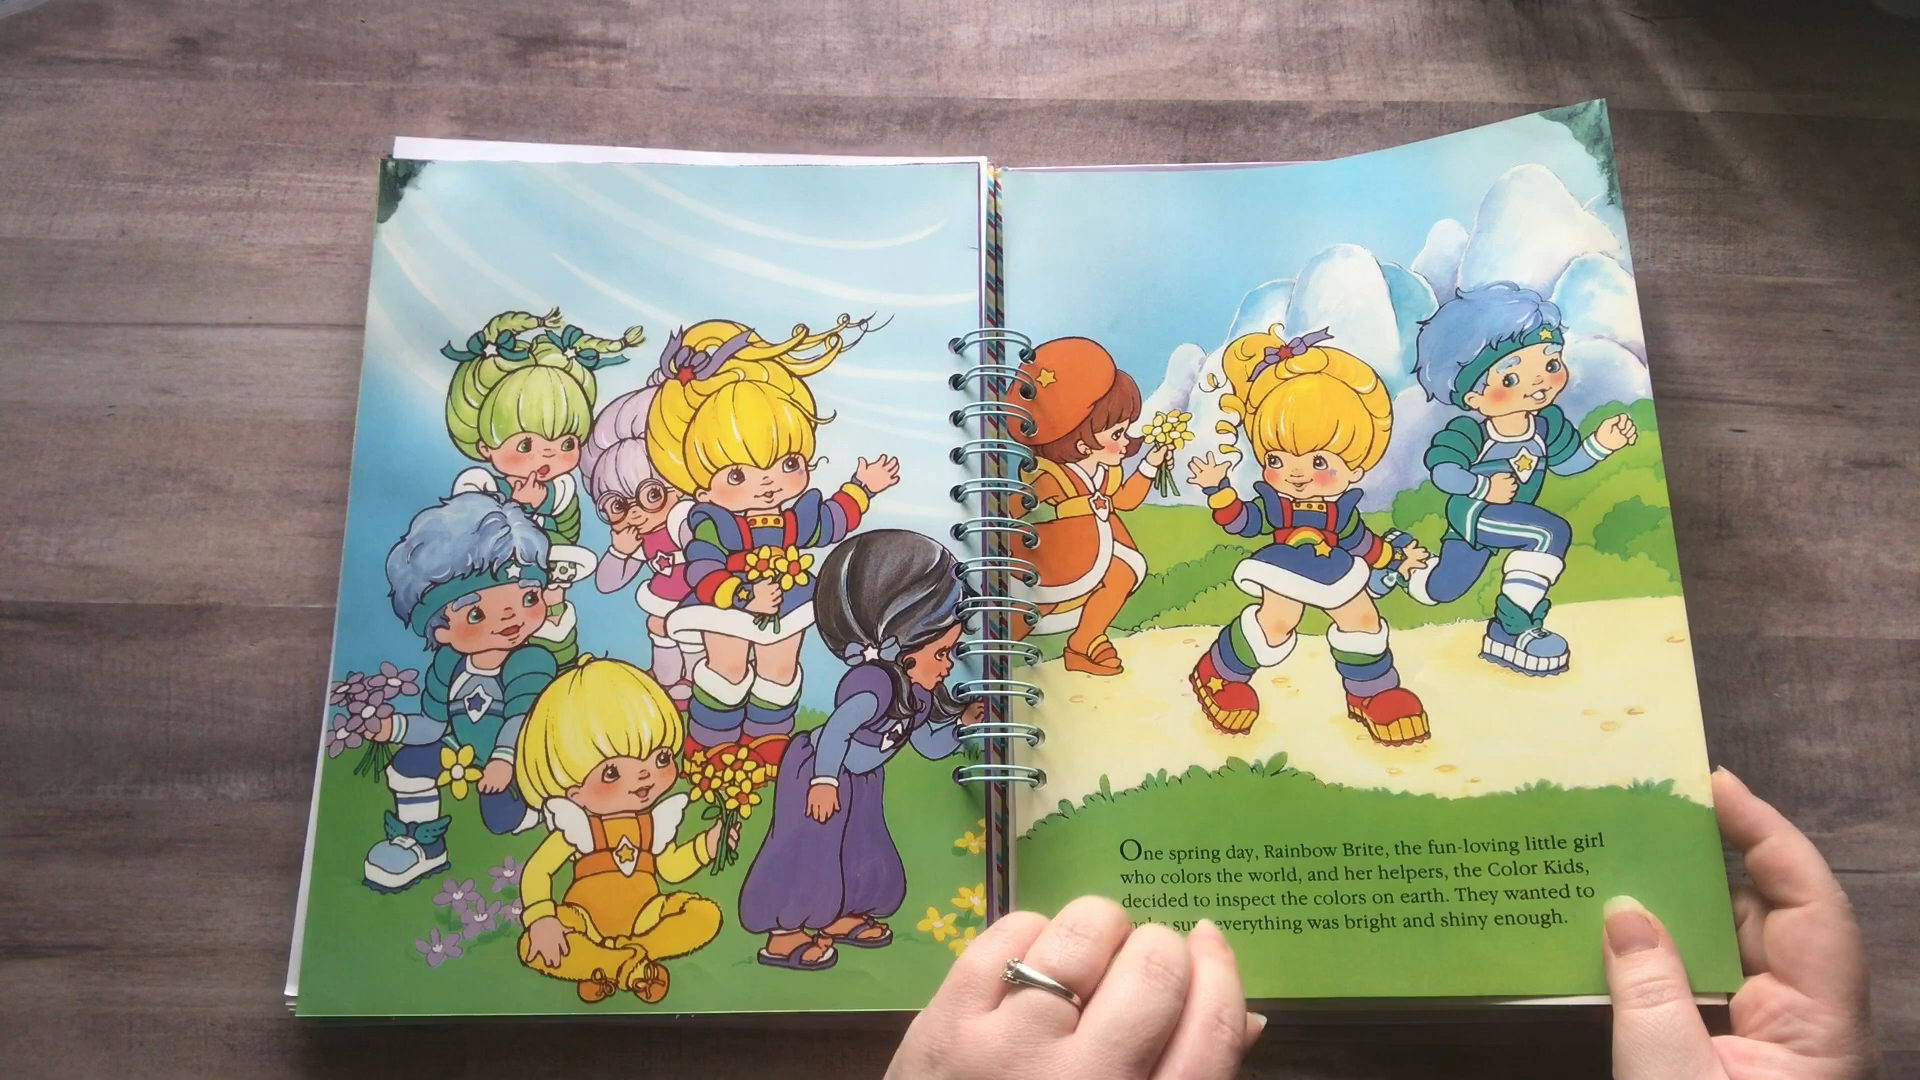 One spring day, Rainbow Brite, the fun-loving little girl
who colors the world, and her helpers, the Color Kids,
decided to inspect the colors on earth. They wanted to
sure everything was bright and shiny enough.